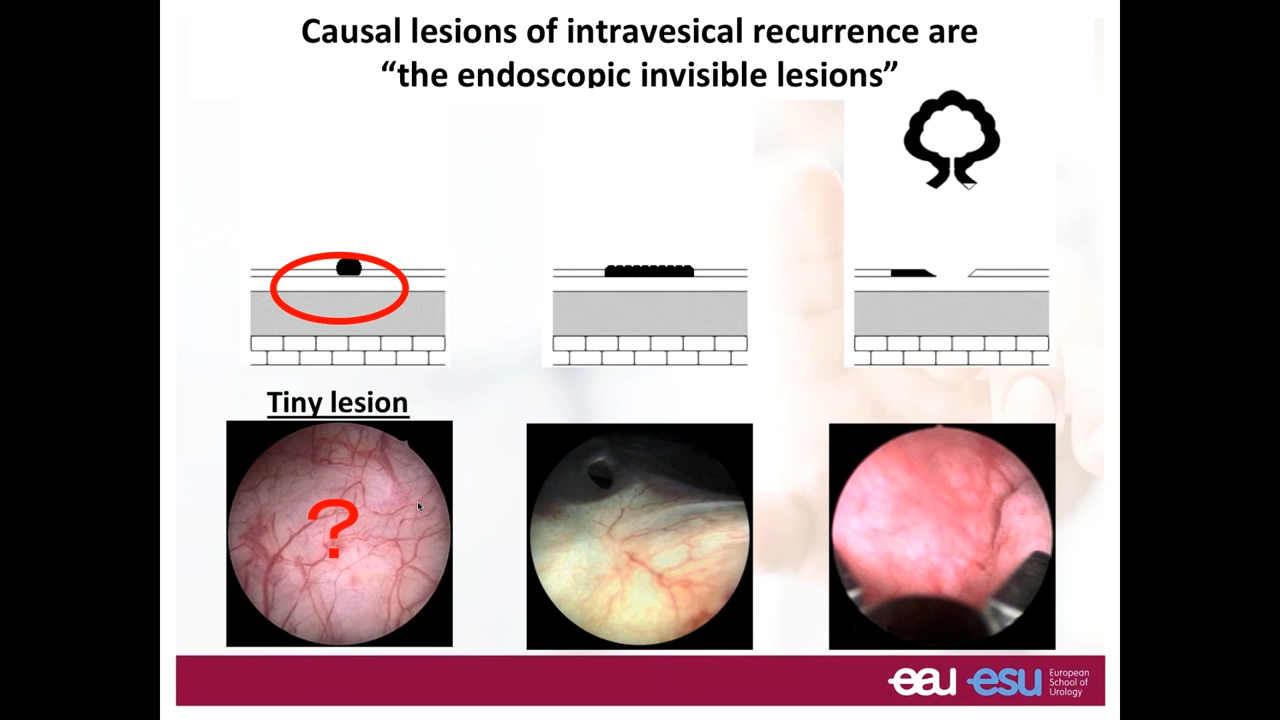 Causal lesions of intravesical recurrence are
“the endoscopic invisible lesions”
Tiny lesion
?
eau esu European
School of
Urology